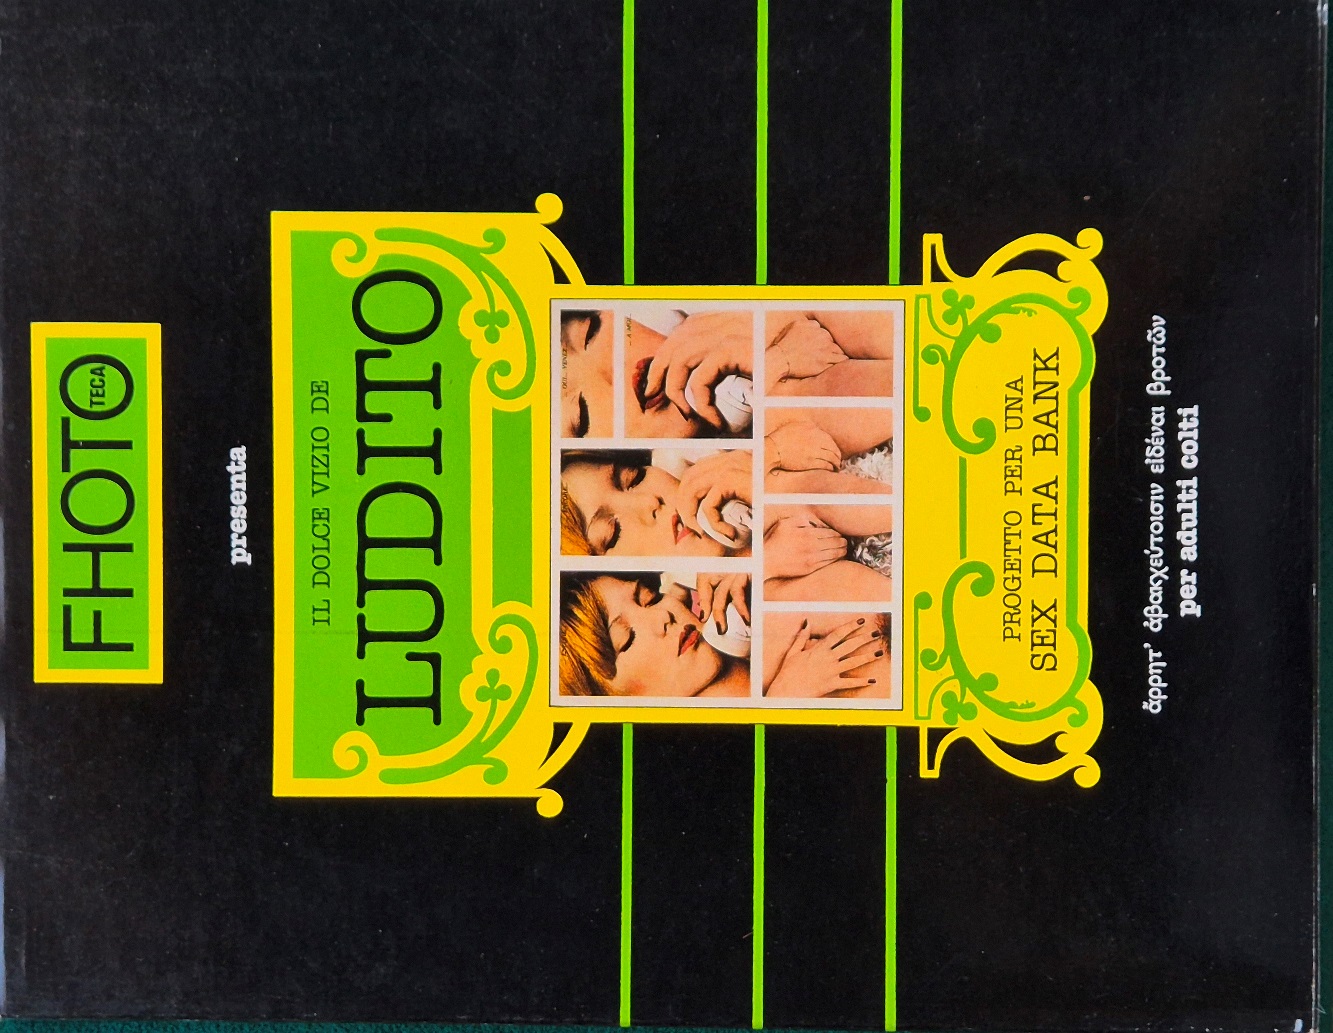 FHOTO
TECA
presenta
IL DOLCE VIZIO DE
LUDITO
PROGETTO PER UNA
SEX DATA BANK
ἄρρητ' ἀβακχεύτοισιν εἰδέναι βροτῶν
per adulti colti